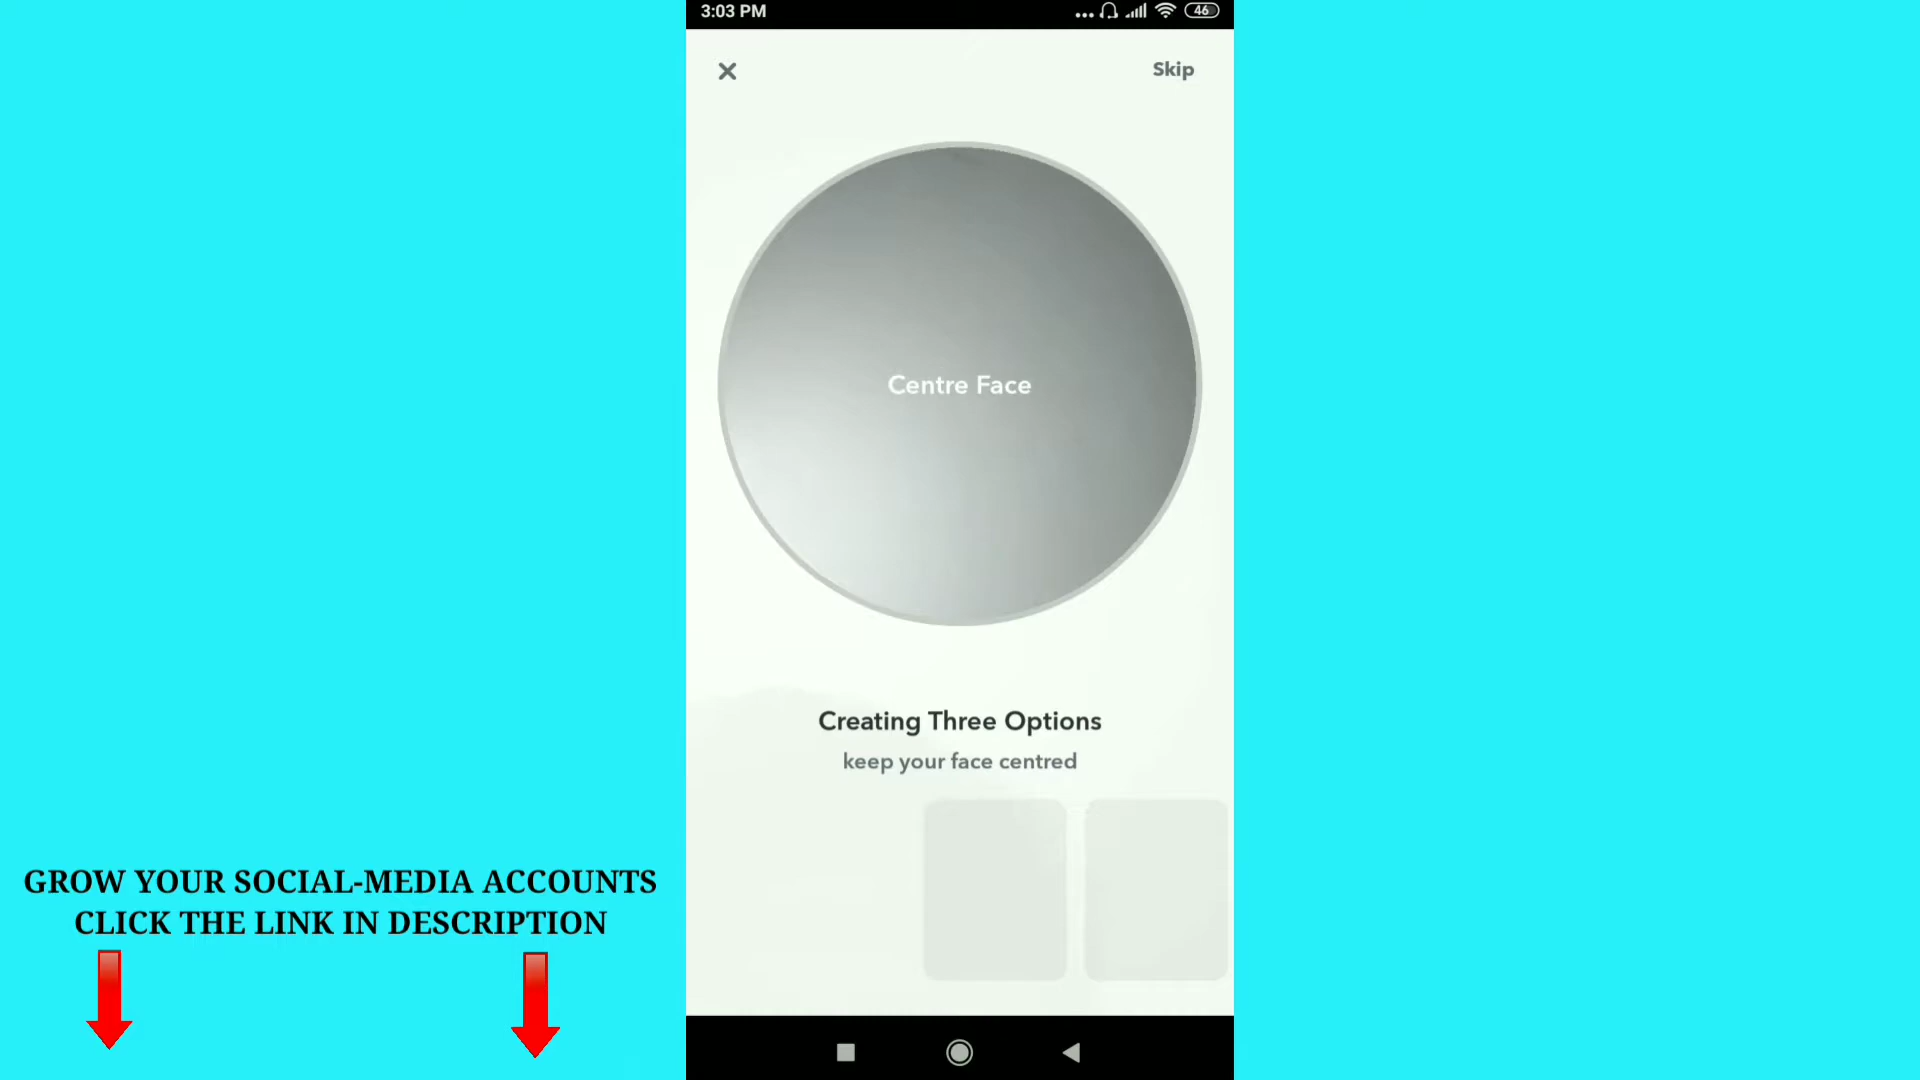 3:03 PM
46
Skip
Centre Face
Creating Three Options
keep your face centred
GROW YOUR SOCIAL-MEDIA ACCOUNTS
CLICK THE LINK IN DESCRIPTION